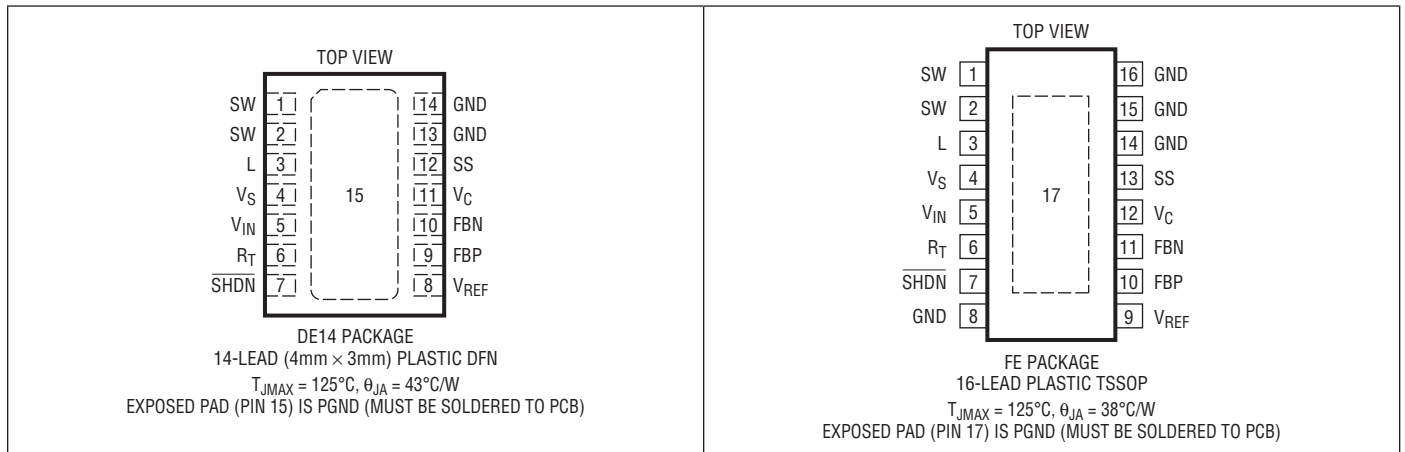 TOP VIEW
SW 1 14 GND
SW 2 13 GND
L 3 12 SS
VS 4 15 11 VC
VIN 5 10 FBN
RT 6 9 FBP
SHDN 7 8 VREF
DE14 PACKAGE
14-LEAD (4mm × 3mm) PLASTIC DFN
TJMAX = 125°C, θJA = 43°C/W
EXPOSED PAD (PIN 15) IS PGND (MUST BE SOLDERED TO PCB)
TOP VIEW
SW 1 16 GND
SW 2 15 GND
L 3 14 GND
VS 4 13 SS
17
VIN 5 12 VC
RT 6 11 FBN
SHDN 7 10 FBP
GND 8 9 VREF
FE PACKAGE
16-LEAD PLASTIC TSSOP
TJMAX = 125°C, θJA = 38°C/W
EXPOSED PAD (PIN 17) IS PGND (MUST BE SOLDERED TO PCB)